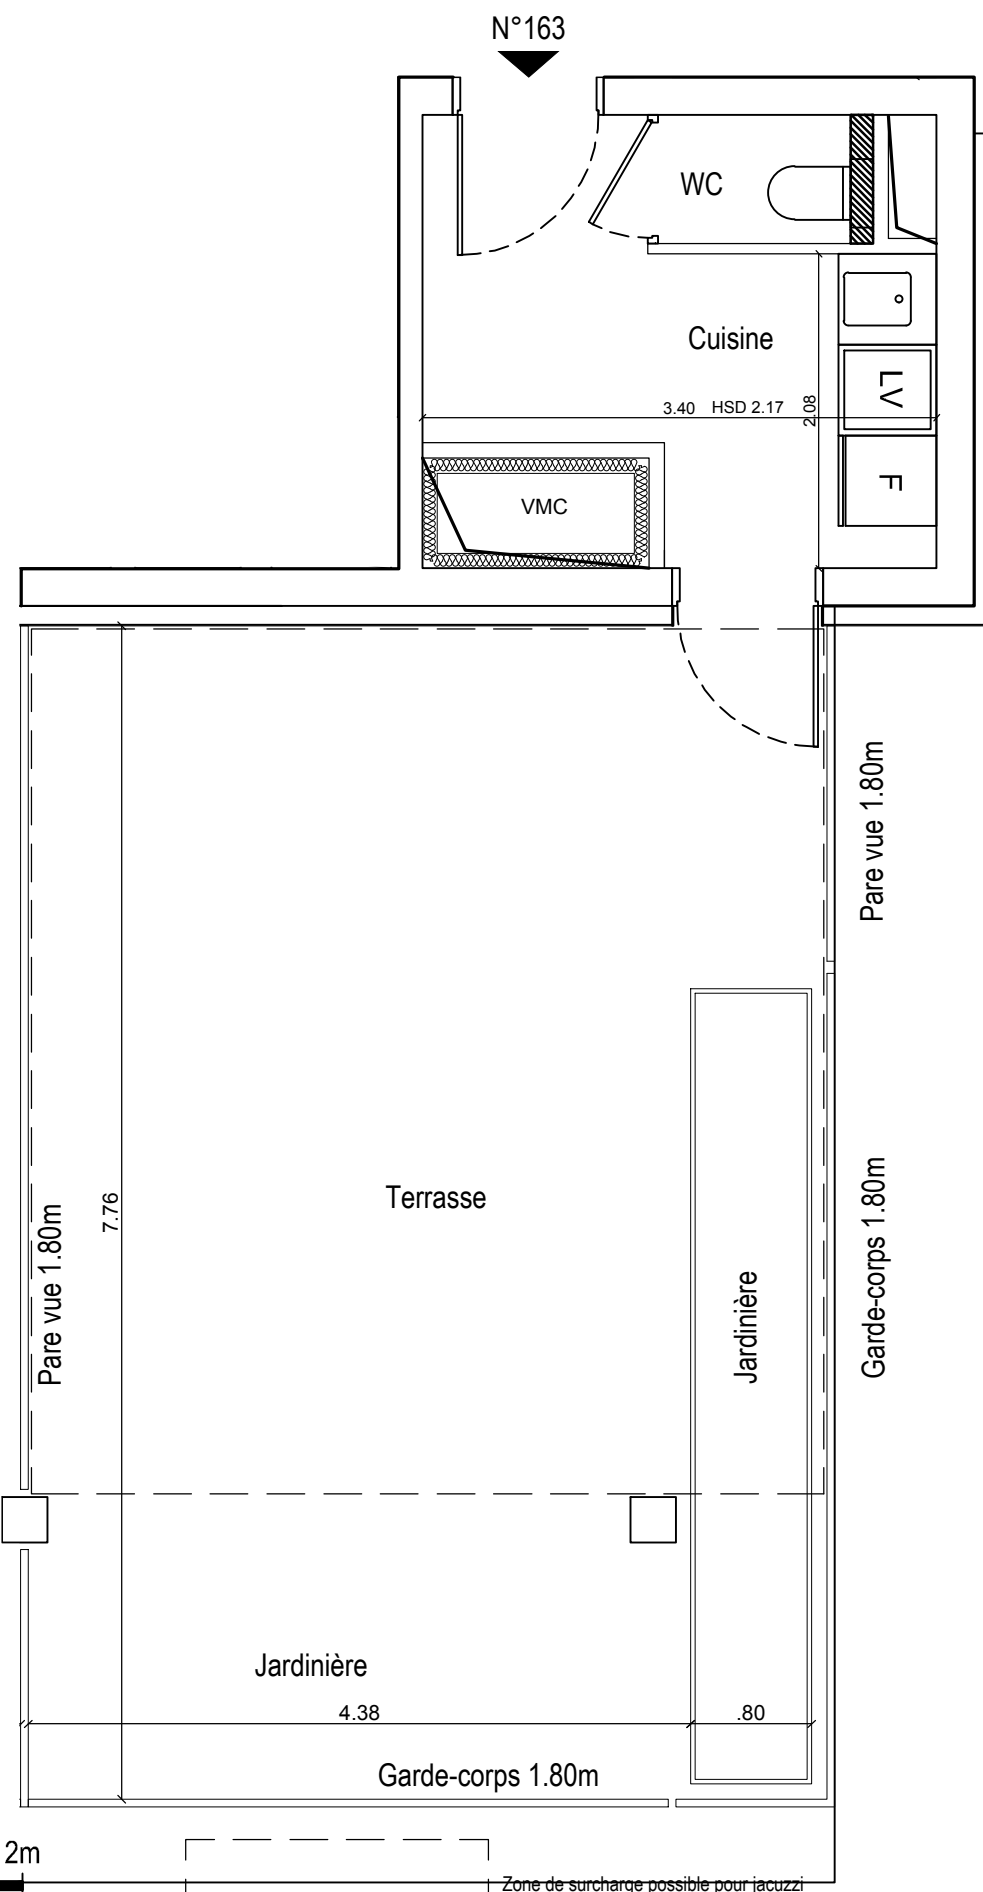 N°163
WC
Cuisine
3.40 HSD 2.17
2.08
LV
F
VMC
Pare vue 1.80m
Terrasse
7.76
Pare vue 1.80m
Garde-corps 1.80m
Jardinière
Jardinière
4.38
.80
Garde-corps 1.80m
2m
Zone de surcharge possible pour jacuzzi